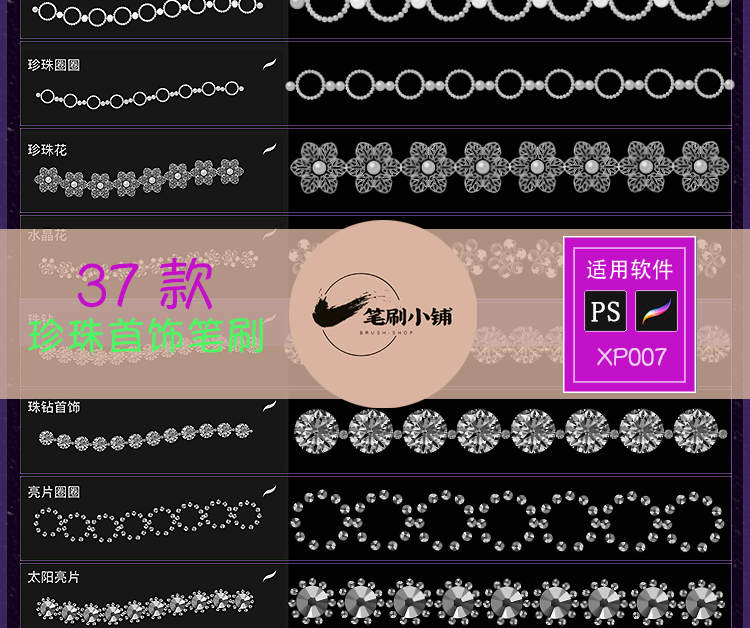 珍珠圈圈
珍珠花
水晶花
37 款
珍珠首饰笔刷
珠钻
笔刷小铺
BRUSH-SHOP
适用软件
PS
XP007
珠钻首饰
亮片圈圈
太阳亮片